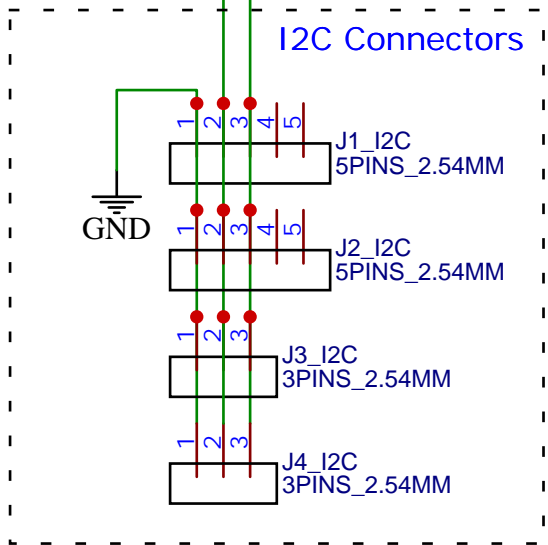 I2C Connectors
1 2 3 4 5
J1_I2C
5PINS_2.54MM
GND
1 2 3 4 5
J2_I2C
5PINS_2.54MM
1 2 3
J3_I2C
3PINS_2.54MM
1 2 3
J4_I2C
3PINS_2.54MM